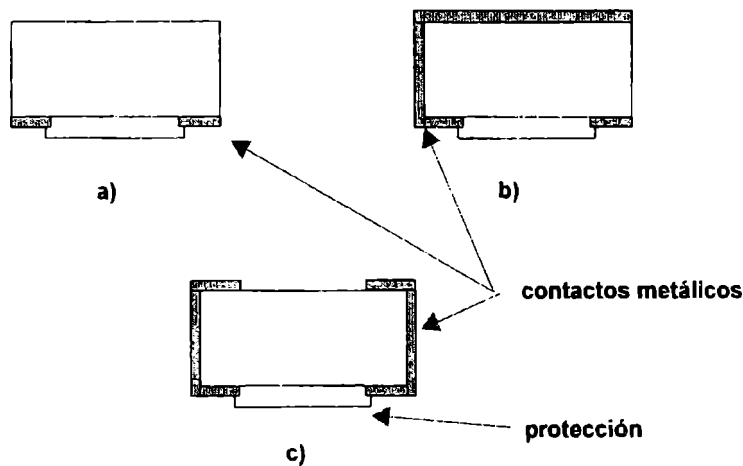 a)
b)
contactos metálicos
protección
c)